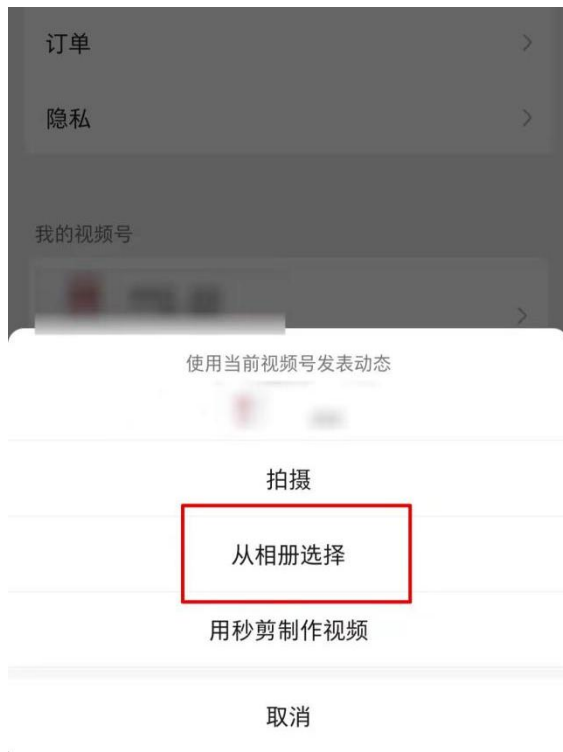 订单
隐私
我的视频号
使用当前视频号发表动态
拍摄
从相册选择
用秒剪制作视频
取消